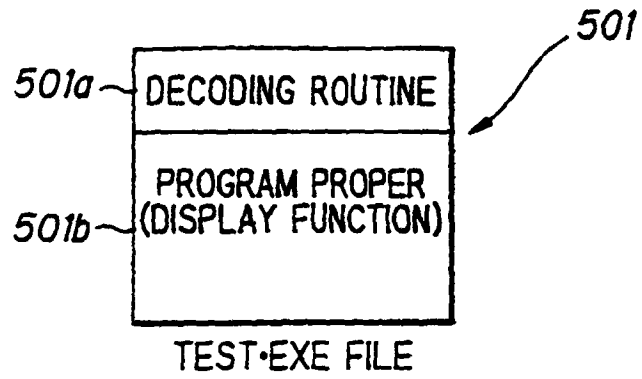 501
501a
DECODING ROUTINE
PROGRAM PROPER
501b
(DISPLAY FUNCTION)
TEST·EXE FILE